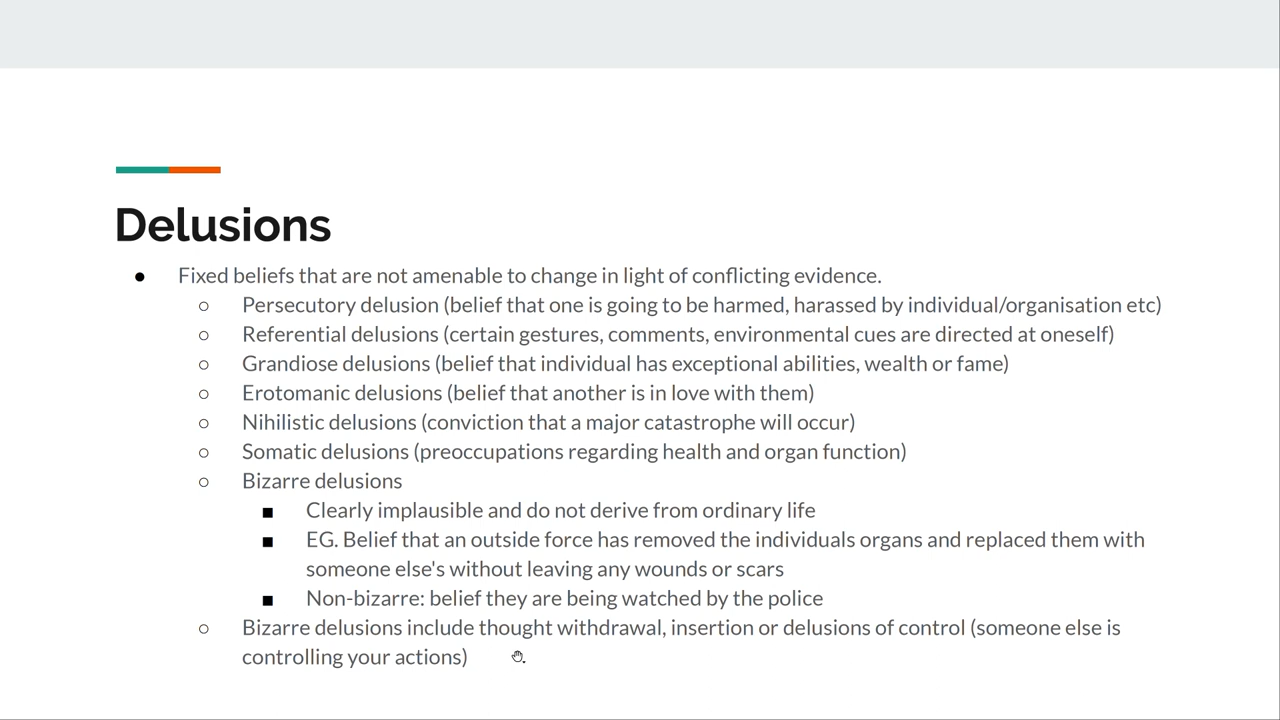 Delusions
● Fixed beliefs that are not amenable to change in light of conflicting evidence.
○ Persecutory delusion (belief that one is going to be harmed, harassed by individual/organisation etc)
○ Referential delusions (certain gestures, comments, environmental cues are directed at oneself)
○ Grandiose delusions (belief that individual has exceptional abilities, wealth or fame)
○ Erotomanic delusions (belief that another is in love with them)
○ Nihilistic delusions (conviction that a major catastrophe will occur)
○ Somatic delusions (preoccupations regarding health and organ function)
○ Bizarre delusions
■ Clearly implausible and do not derive from ordinary life
■ EG. Belief that an outside force has removed the individuals organs and replaced them with
someone else's without leaving any wounds or scars
■ Non-bizarre: belief they are being watched by the police
○ Bizarre delusions include thought withdrawal, insertion or delusions of control (someone else is
controlling your actions)